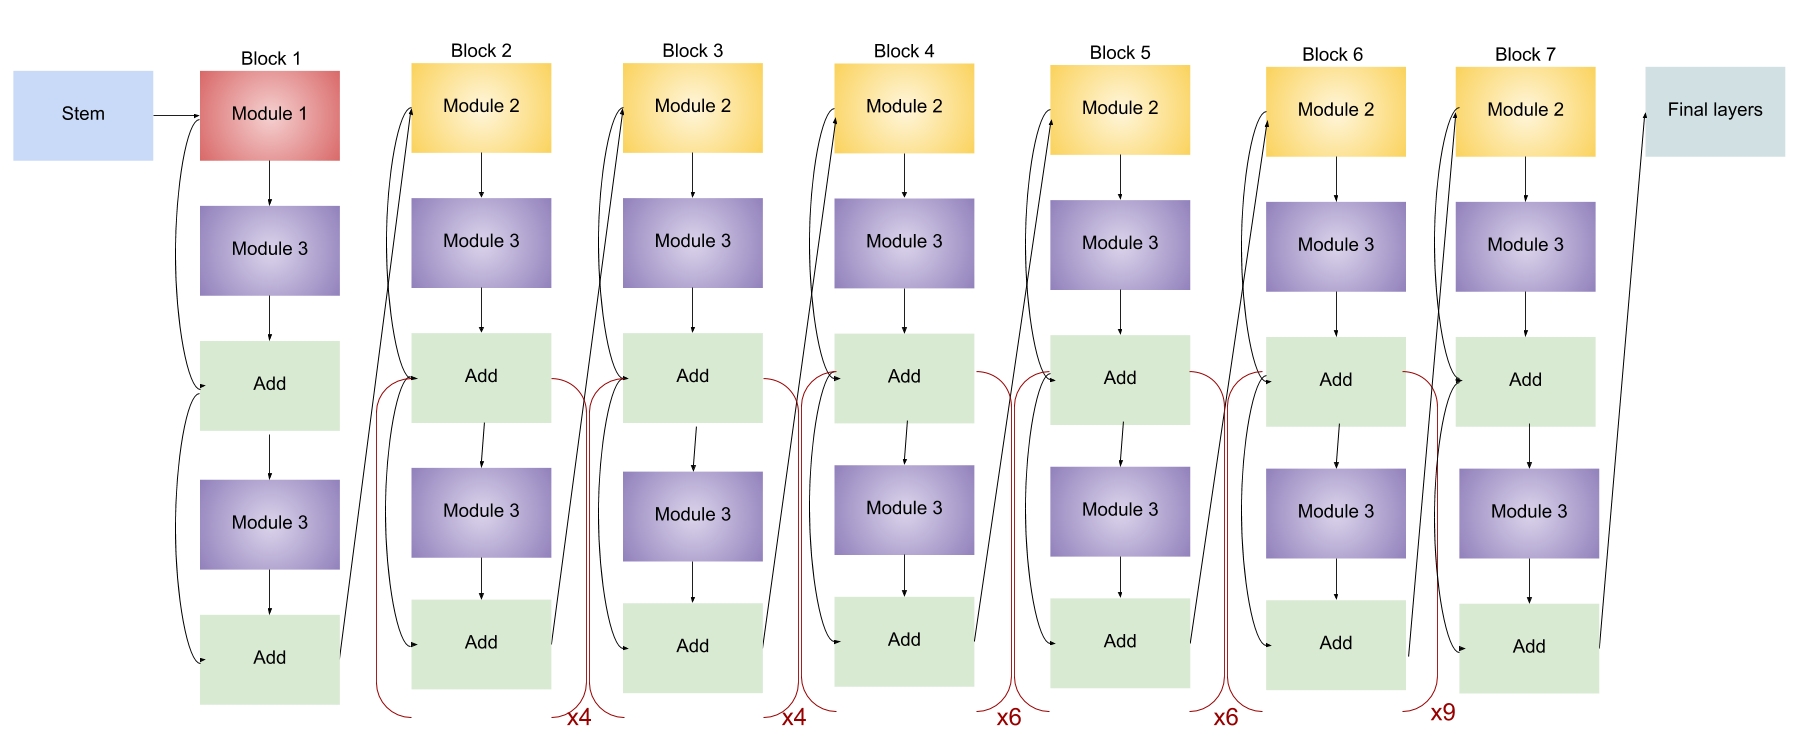 Stem
Block 1
Module 1
Module 3
Add
Module 3
Add
Block 2
Module 2
Module 3
Add
Module 3
Add
x4
Block 3
Module 2
Module 3
Add
Module 3
Add
x4
Block 4
Module 2
Module 3
Add
Module 3
Add
x6
Block 5
Module 2
Module 3
Add
Module 3
Add
x6
Block 6
Module 2
Module 3
Add
Module 3
Add
x9
Block 7
Module 2
Module 3
Add
Module 3
Add
Final layers